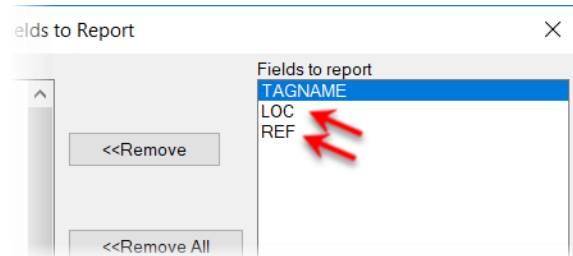 elds to Report
Fields to report
TAGNAME
LOC
REF
<<Remove
<<Remove All